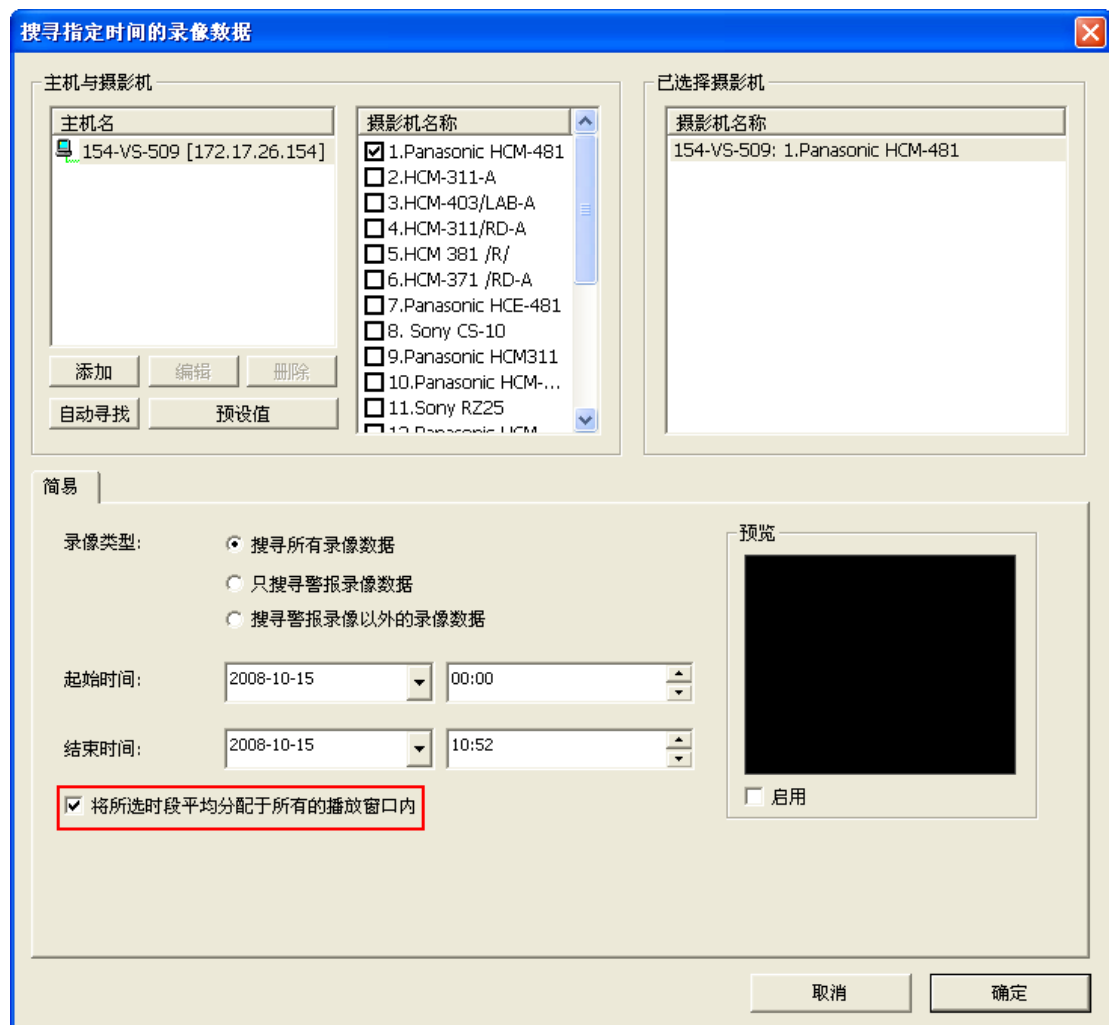 搜寻指定时间的录像数据
主机与摄影机
主机名
154-VS-509 [172.17.26.154]
添加
编辑
删除
自动寻找
预设值
摄影机名称
1.Panasonic HCM-481
2.HCM-311-A
3.HCM-403/LAB-A
4.HCM-311/RD-A
5.HCM 381 /R/
6.HCM-371 /RD-A
7.Panasonic HCE-481
8. Sony CS-10
9.Panasonic HCM311
10.Panasonic HCM-...
11.Sony RZ25
已选择摄影机
摄影机名称
154-VS-509: 1.Panasonic HCM-481
简易
录像类型:
搜寻所有录像数据
只搜寻警报录像数据
搜寻警报录像以外的录像数据
起始时间:
2008-10-15
00:00
结束时间:
2008-10-15
10:52
将所选时段平均分配于所有的播放窗口内
预览
启用
取消
确定